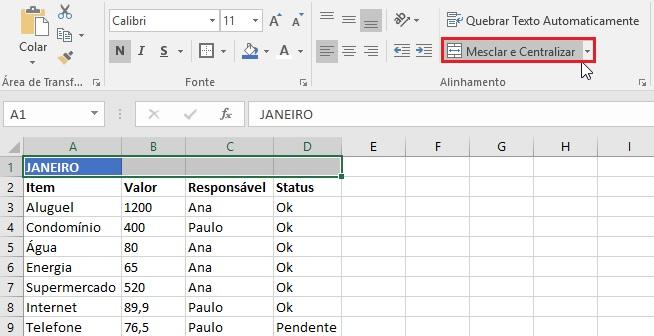 Colar
Calibri 11 A A Quebrar Texto Automaticamente
N I S A Mesclar e Centralizar
Área de Transf... Fonte Alinhamento
A1 fx JANEIRO
A B C D E F G H I
1 JANEIRO
2 Item Valor Responsável Status
3 Aluguel 1200 Ana Ok
4 Condomínio 400 Paulo Ok
5 Água 80 Ana Ok
6 Energia 65 Ana Ok
7 Supermercado 520 Ana Ok
8 Internet 89,9 Paulo Ok
9 Telefone 76,5 Paulo Pendente